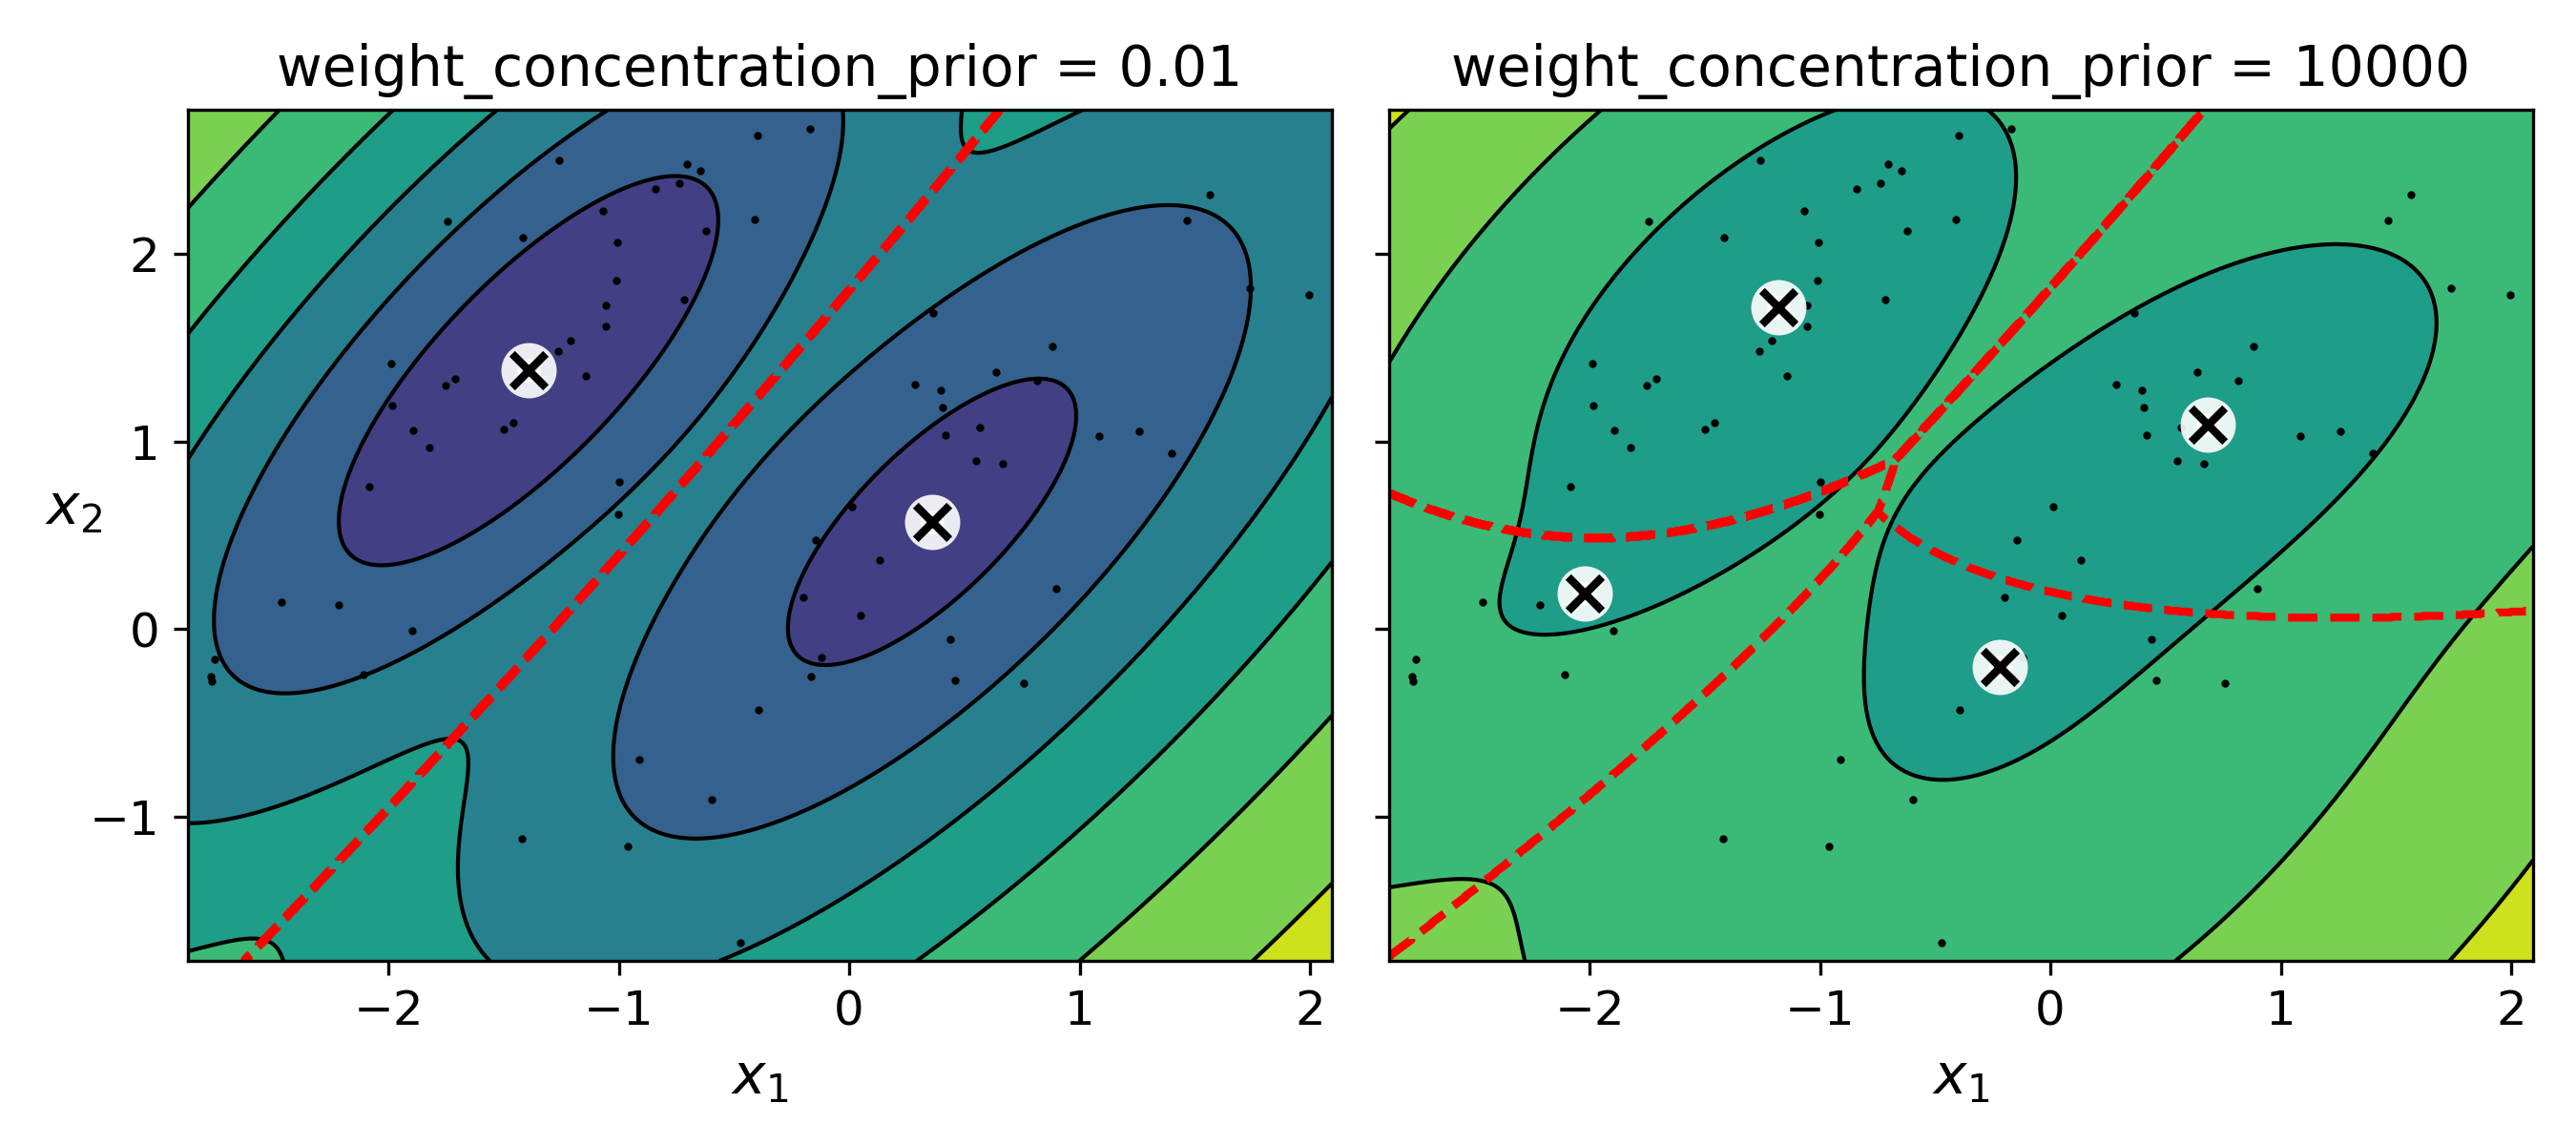 weight_concentration_prior = 0.01
weight_concentration_prior = 10000
2
1
0
−1
x₂
−2 −1 0 1 2
−2 −1 0 1 2
x₁
x₁